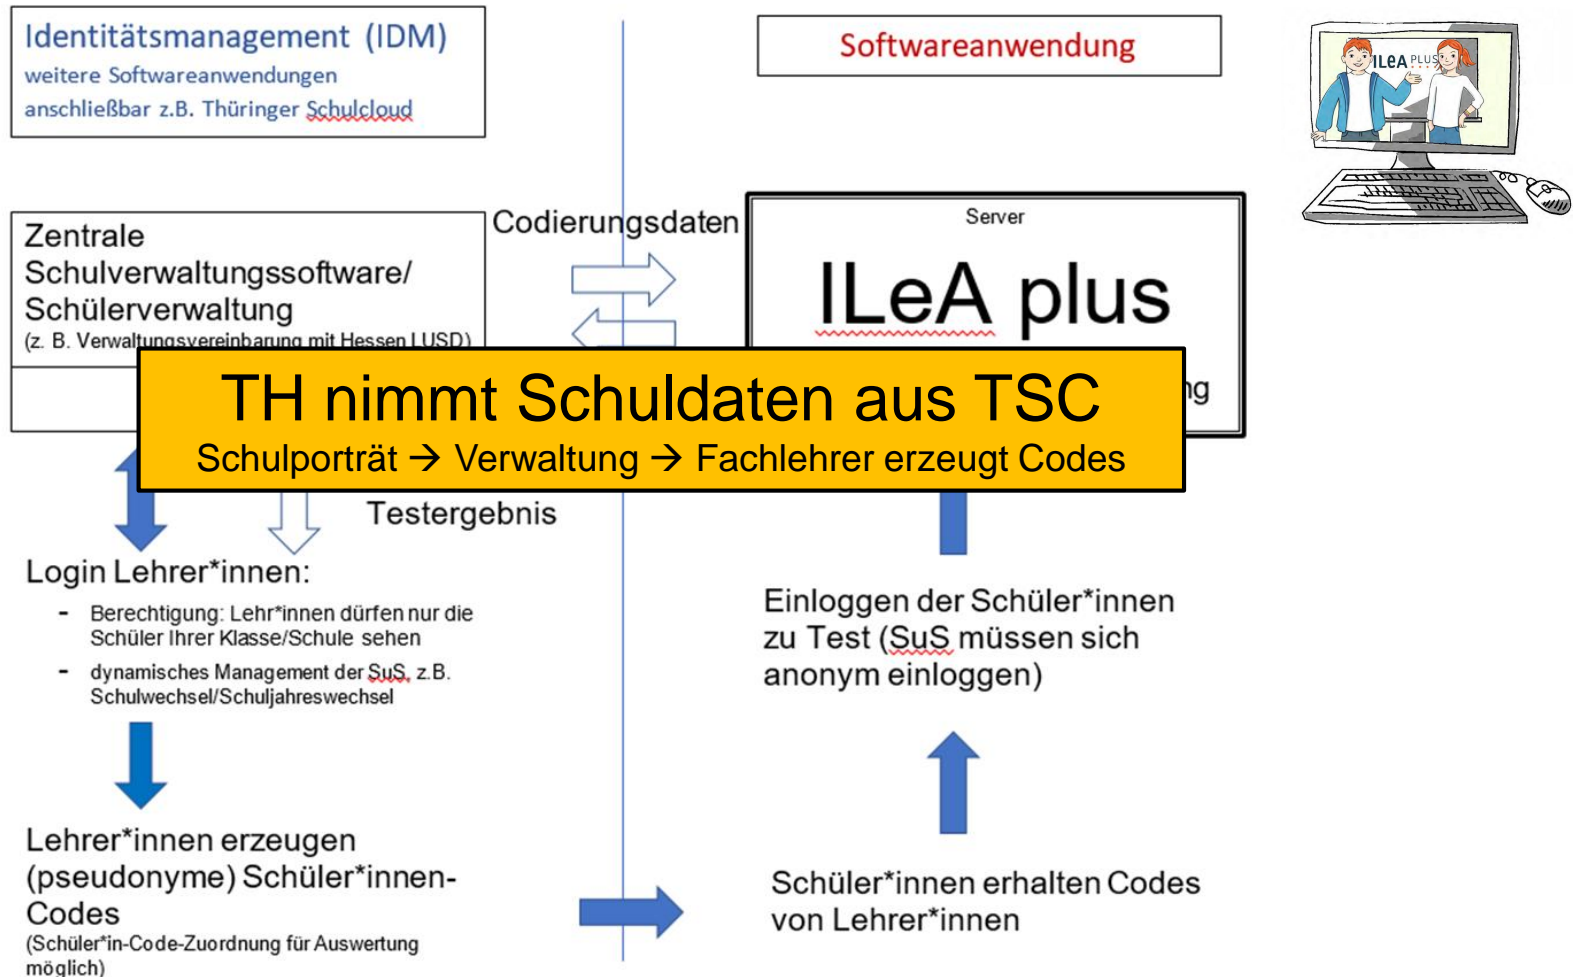 Identitätsmanagement (IDM)
weitere Softwareanwendungen
anschließbar z.B. Thüringer Schulcloud
Softwareanwendung
ILeA PLUS
Zentrale
Schulverwaltungssoftware/
Schülerverwaltung
(z. B. Verwaltungsvereinbarung mit Hessen LUSD)
Codierungsdaten
Server
ILeA plus
ng
TH nimmt Schuldaten aus TSC
Schulporträt → Verwaltung → Fachlehrer erzeugt Codes
Testergebnis
Login Lehrer*innen:
- Berechtigung: Lehr*innen dürfen nur die
Schüler Ihrer Klasse/Schule sehen
- dynamisches Management der SuS, z.B.
Schulwechsel/Schuljahreswechsel
Einloggen der Schüler*innen
zu Test (SuS müssen sich
anonym einloggen)
Lehrer*innen erzeugen
(pseudonyme) Schüler*innen-
Codes
(Schüler*in-Code-Zuordnung für Auswertung
möglich)
Schüler*innen erhalten Codes
von Lehrer*innen